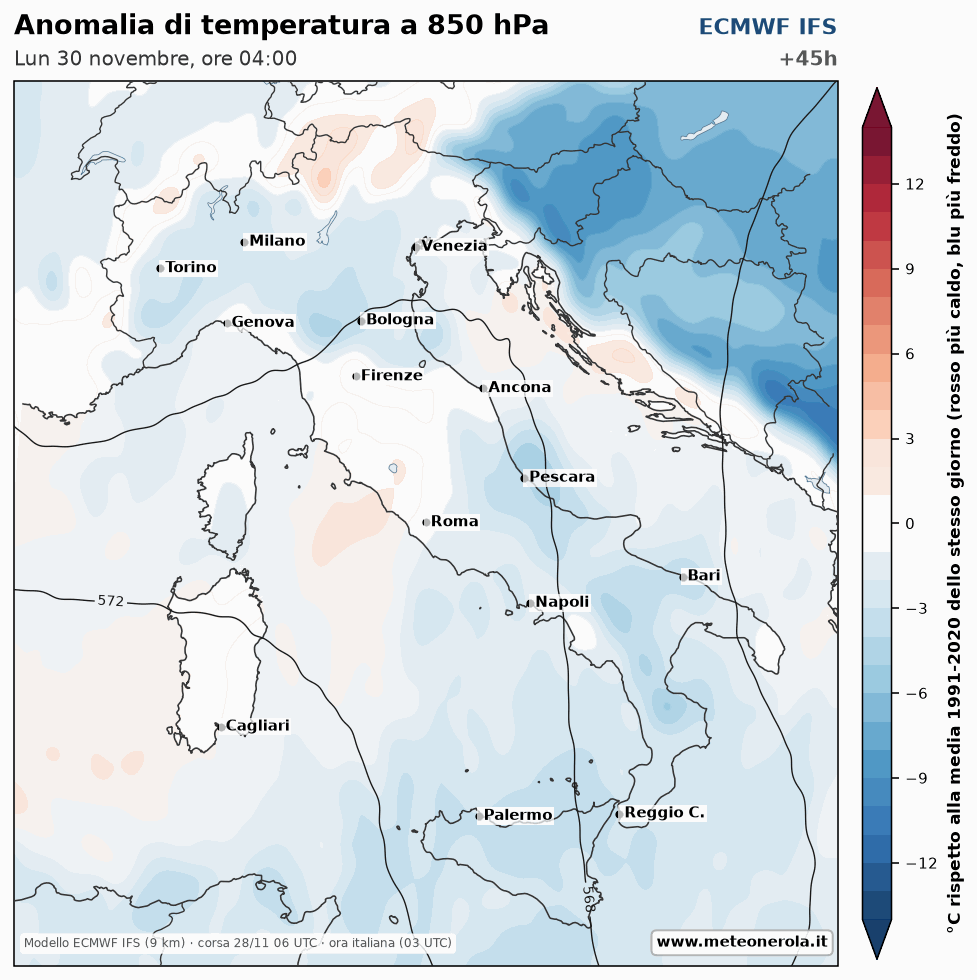 Anomalia di temperatura a 850 hPa
ECMWF IFS
Lun 30 novembre, ore 04:00
+45h
Milano
Venezia
Torino
Genova
Bologna
Firenze
Ancona
Pescara
Roma
Bari
572
Napoli
Cagliari
Palermo
Reggio C.
568
Modello ECMWF IFS (9 km) · corsa 28/11 06 UTC · ora italiana (03 UTC)
www.meteonerola.it
12
9
6
3
0
−3
−6
−9
−12
°C rispetto alla media 1991-2020 dello stesso giorno (rosso più caldo, blu più freddo)